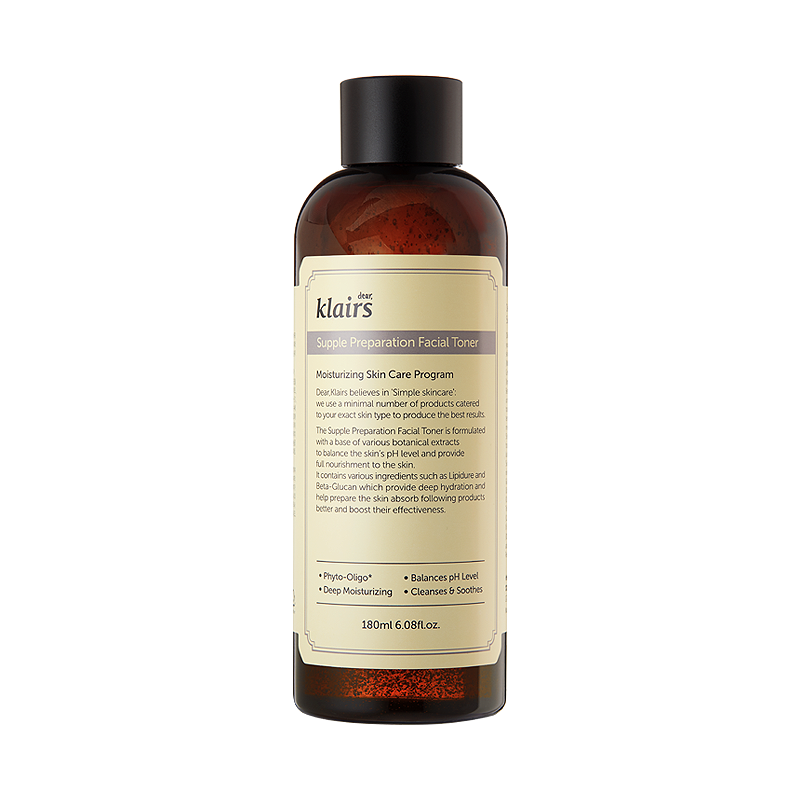 dear,
klairs
Supple Preparation Facial Toner
Moisturizing Skin Care Program
Dear,Klairs believes in 'Simple skincare':
we use a minimal number of products catered
to your exact skin type to produce the best results.
The Supple Preparation Facial Toner is formulated
with a base of various botanical extracts
to balance the skin's pH level and provide
full nourishment to the skin.
It contains various ingredients such as Lipidure and
Beta-Glucan which provide deep hydration and
help prepare the skin absorb following products
better and boost their effectiveness.
• Phyto-Oligo* • Balances pH Level
• Deep Moisturizing • Cleanses & Soothes
180ml 6.08fl.oz.